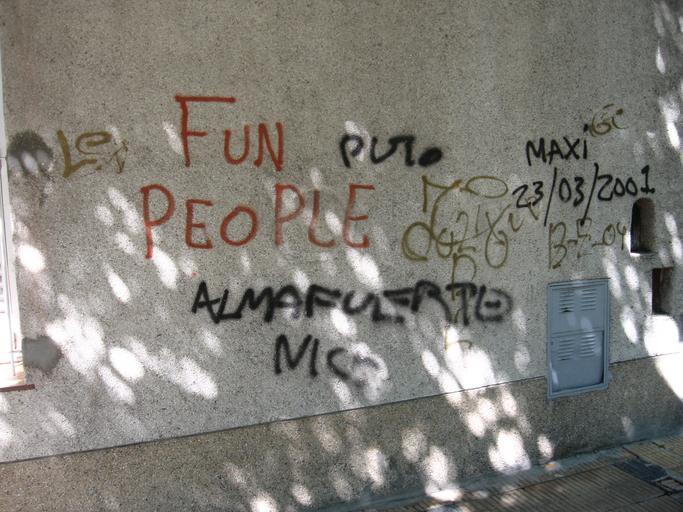 FUN PUTO
PEOPLE
MAXI
23/03/2001
ALMAFUERTE
NICO